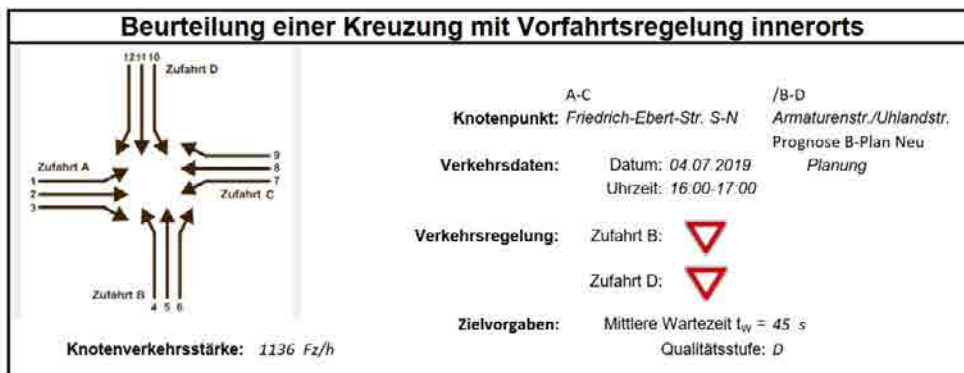 Beurteilung einer Kreuzung mit Vorfahrtsregelung innerorts
12 11 10
Zufahrt D
Zufahrt A
1
2
3
9
8
7
Zufahrt C
Zufahrt B
4 5 6
Knotenverkehrsstärke: 1136 Fz/h
A-C /B-D
Knotenpunkt: Friedrich-Ebert-Str. S-N Armaturenstr./Uhlandstr.
Prognose B-Plan Neu
Verkehrsdaten: Datum: 04.07.2019 Planung
Uhrzeit: 16:00-17:00
Verkehrsregelung: Zufahrt B:
Zufahrt D:
Zielvorgaben: Mittlere Wartezeit tw = 45 s
Qualitätsstufe: D